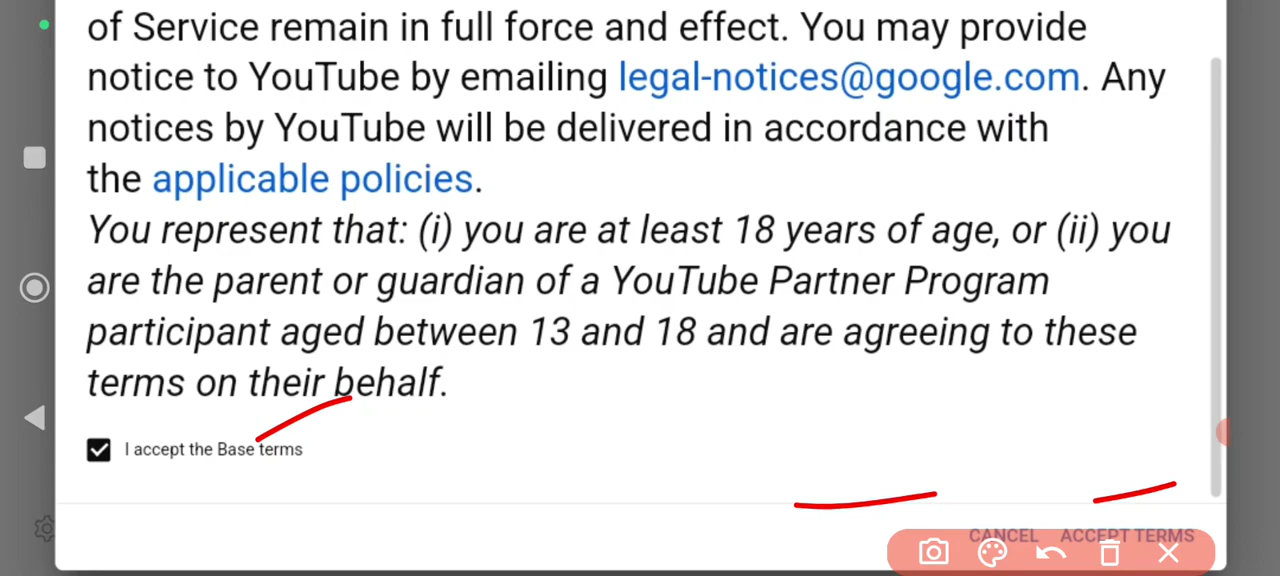 of Service remain in full force and effect. You may provide
notice to YouTube by emailing legal-notices@google.com. Any
notices by YouTube will be delivered in accordance with
the applicable policies.
You represent that: (i) you are at least 18 years of age, or (ii) you
are the parent or guardian of a YouTube Partner Program
participant aged between 13 and 18 and are agreeing to these
terms on their behalf.
I accept the Base terms
CANCEL ACCEPT TERMS